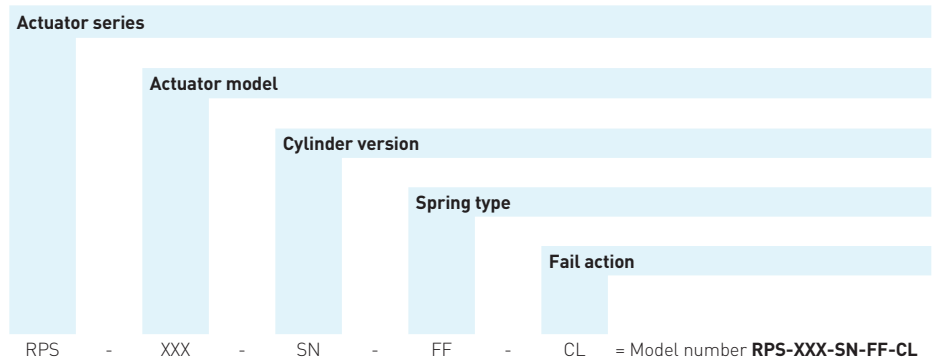 Actuator series
Actuator model
Cylinder version
Spring type
Fail action
RPS - XXX - SN - FF - CL = Model number RPS-XXX-SN-FF-CL